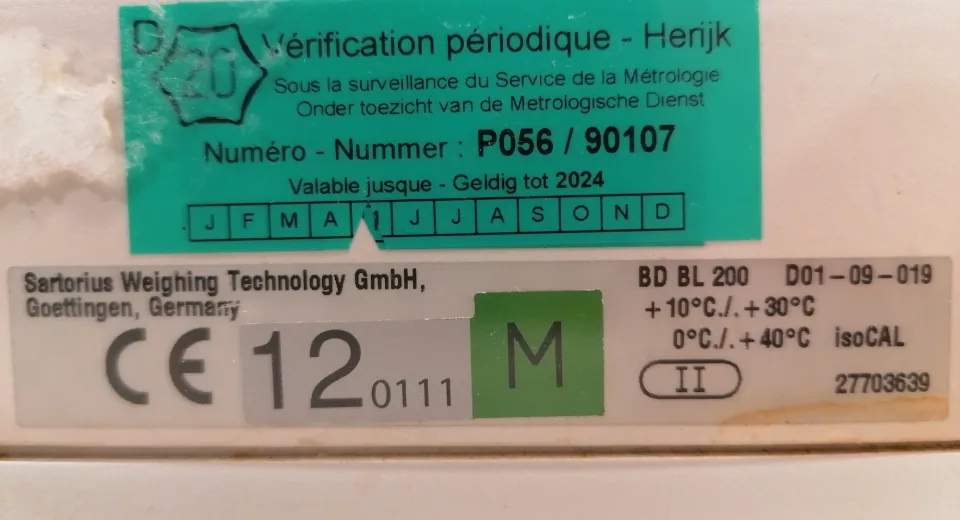 D 20
Vérification périodique - Herijk
Sous la surveillance du Service de la Métrologie
Onder toezicht van de Metrologische Dienst
Numéro - Nummer : P056 / 90107
Valable jusque - Geldig tot 2024
J F M A J J A S O N D
Sartorius Weighing Technology GmbH,
Goettingen, Germany
CE 12 0111 M
BD BL 200 D01-09-019
+10°C./.+30°C
0°C./.+40°C isoCAL
II 27703639